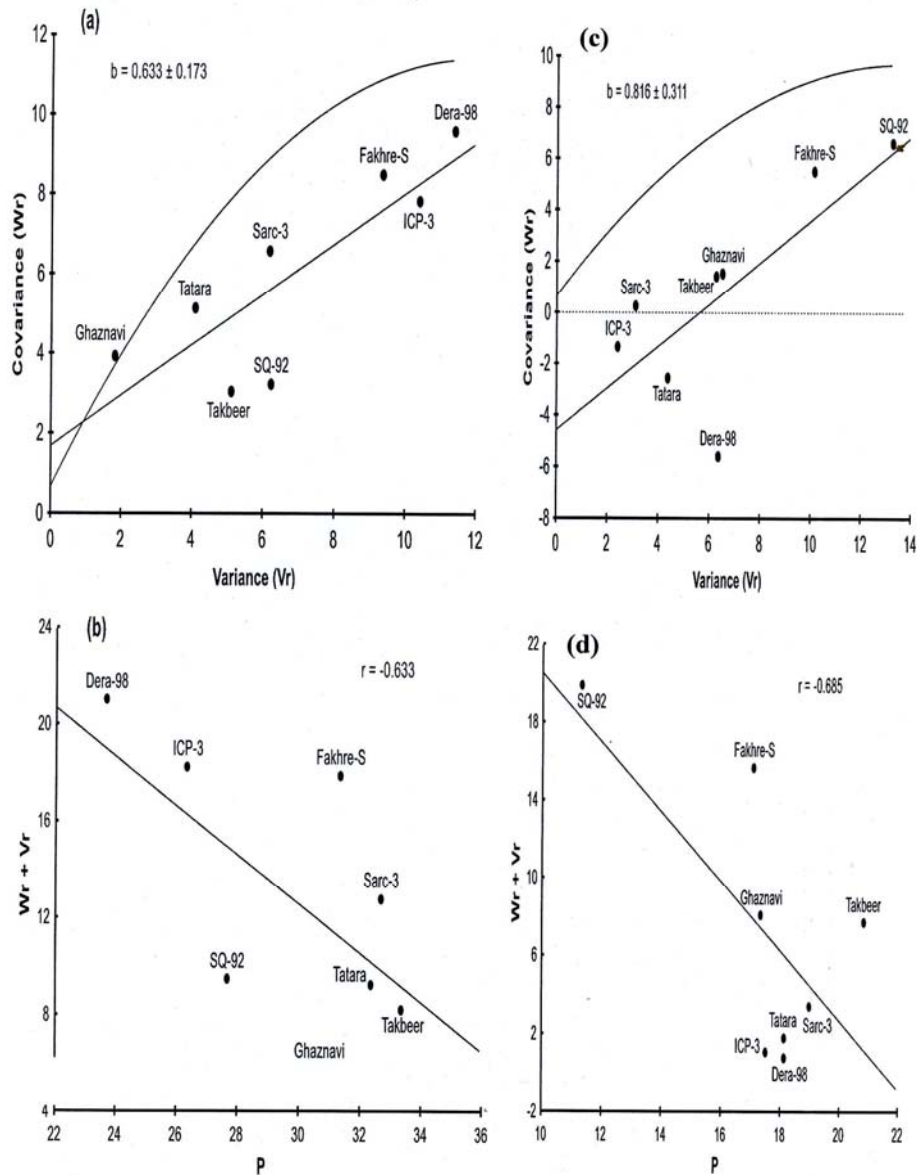 (a)
b = 0.633 ± 0.173
12
10
8
6
4
2
0
Covariance (Wr)
Dera-98
Fakhre-S
ICP-3
Sarc-3
Tatara
Ghaznavi
SQ-92
Takbeer
0 2 4 6 8 10 12
Variance (Vr)
(c)
b = 0.816 ± 0.311
10
8
6
4
2
0
-2
-4
-6
-8
Covariance (Wr)
SQ-92
Fakhre-S
Ghaznavi
Takbeer
Sarc-3
ICP-3
Tatara
Dera-98
0 2 4 6 8 10 12 14
Variance (Vr)
(b)
r = -0.633
24
20
16
12
8
4
Wr + Vr
Dera-98
ICP-3
Fakhre-S
Sarc-3
SQ-92
Tatara
Takbeer
Ghaznavi
22 24 26 28 30 32 34 36
P
(d)
r = -0.685
22
18
14
10
6
2
-2
Wr + Vr
SQ-92
Fakhre-S
Ghaznavi
Takbeer
Tatara
Sarc-3
ICP-3
Dera-98
10 12 14 16 18 20 22
P